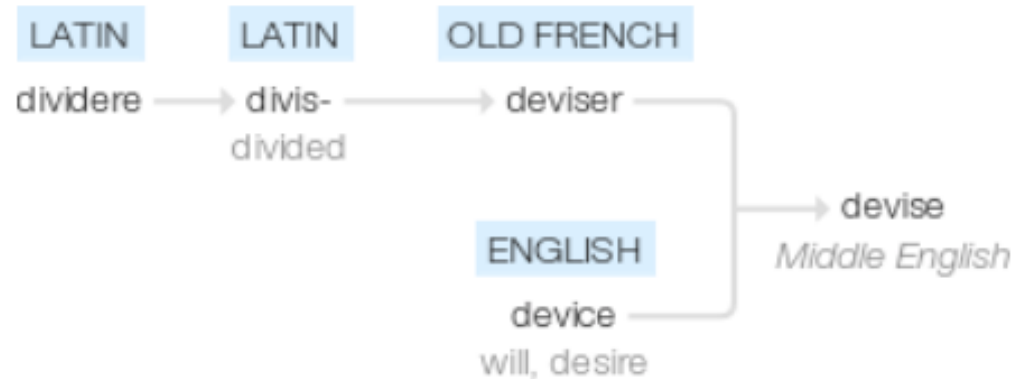 LATIN LATIN OLD FRENCH
dividere divis- deviser
divided
devise
ENGLISH Middle English
device
will, desire